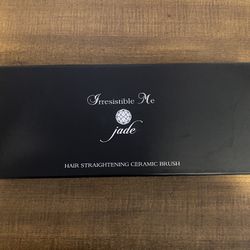 Irresistible Me
jade
HAIR STRAIGHTENING CERAMIC BRUSH